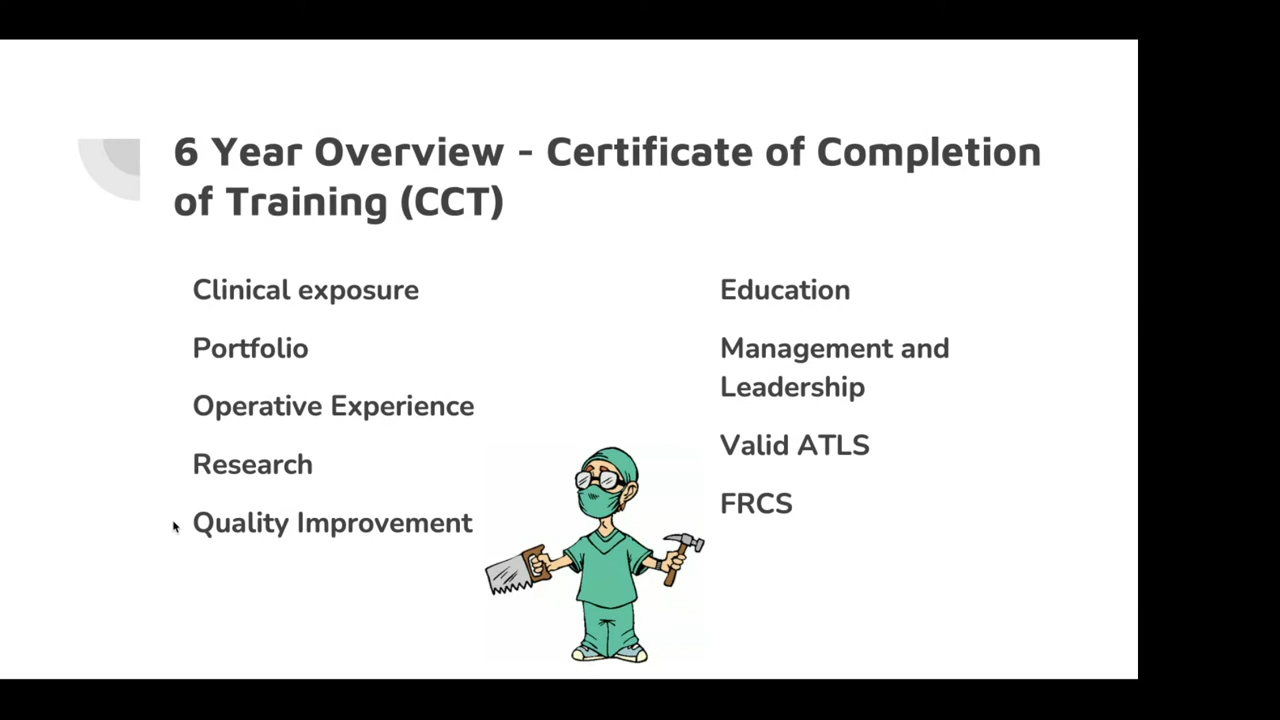 6 Year Overview - Certificate of Completion
of Training (CCT)
Clinical exposure
Portfolio
Operative Experience
Research
Quality Improvement
Education
Management and
Leadership
Valid ATLS
FRCS